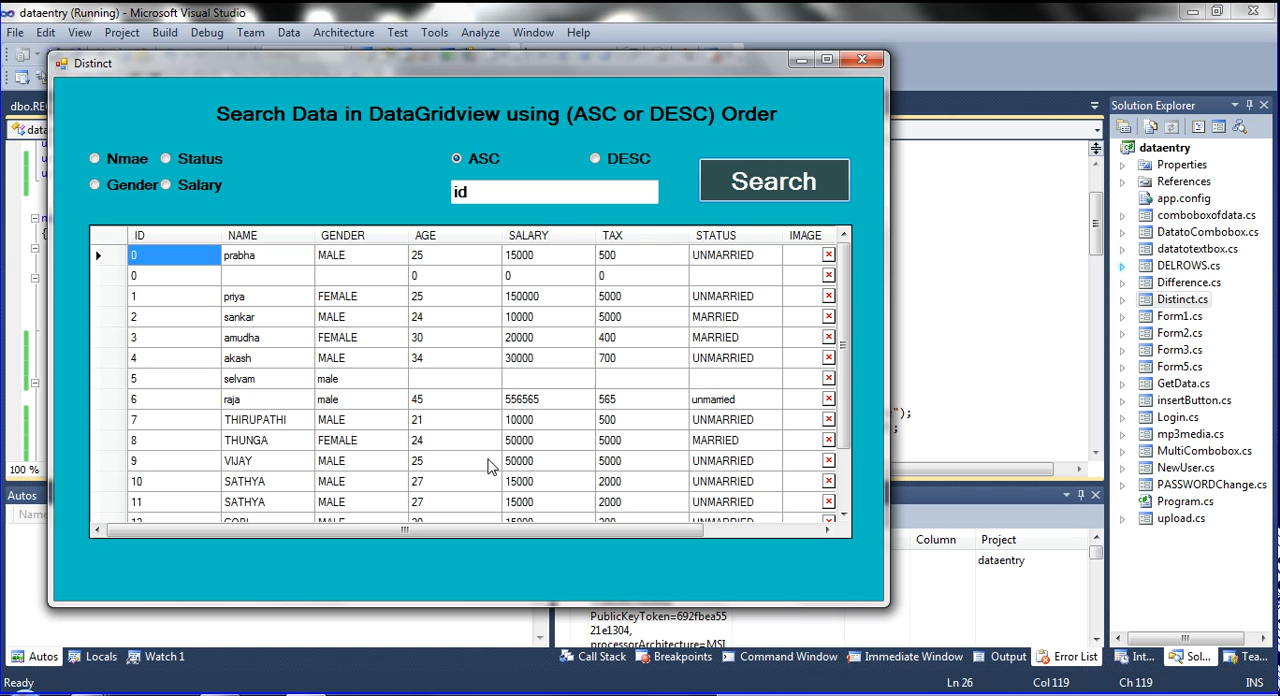 dataentry (Running) - Microsoft Visual Studio
File Edit View Project Build Debug Team Data Architecture Test Tools Analyze Window Help
Distinct
dbo.RE
data
Search Data in DataGridview using (ASC or DESC) Order
Nmae Status ASC DESC
Gender Salary
id
Search
ID NAME GENDER AGE SALARY TAX STATUS IMAGE
0 prabha MALE 25 15000 500 UNMARRIED
0 0 0 0
1 priya FEMALE 25 150000 5000 UNMARRIED
2 sankar MALE 24 10000 5000 MARRIED
3 amudha FEMALE 30 20000 400 MARRIED
4 akash MALE 34 30000 700 UNMARRIED
5 selvam male
6 raja male 45 556565 565 unmarried
7 THIRUPATHI MALE 21 10000 500 UNMARRIED
8 THUNGA FEMALE 24 50000 5000 MARRIED
9 VIJAY MALE 25 50000 5000 UNMARRIED
10 SATHYA MALE 27 15000 2000 UNMARRIED
11 SATHYA MALE 27 15000 2000 UNMARRIED
");
;
100 %
Autos
Name
Column Project
dataentry
PublicKeyToken=692fbea55
21e1304,
processorArchitecture=MSI
Solution Explorer
dataentry
Properties
References
app.config
comboboxofdata.cs
DatatoCombobox.cs
datatotextbox.cs
DELROWS.cs
Difference.cs
Distinct.cs
Form1.cs
Form2.cs
Form3.cs
Form5.cs
GetData.cs
insertButton.cs
Login.cs
mp3media.cs
MultiCombobox.cs
NewUser.cs
PASSWORDChange.cs
Program.cs
upload.cs
Autos Locals Watch 1 Call Stack Breakpoints Command Window Immediate Window Output Error List Int... Sol... Tea...
Ready Ln 26 Col 119 Ch 119 INS